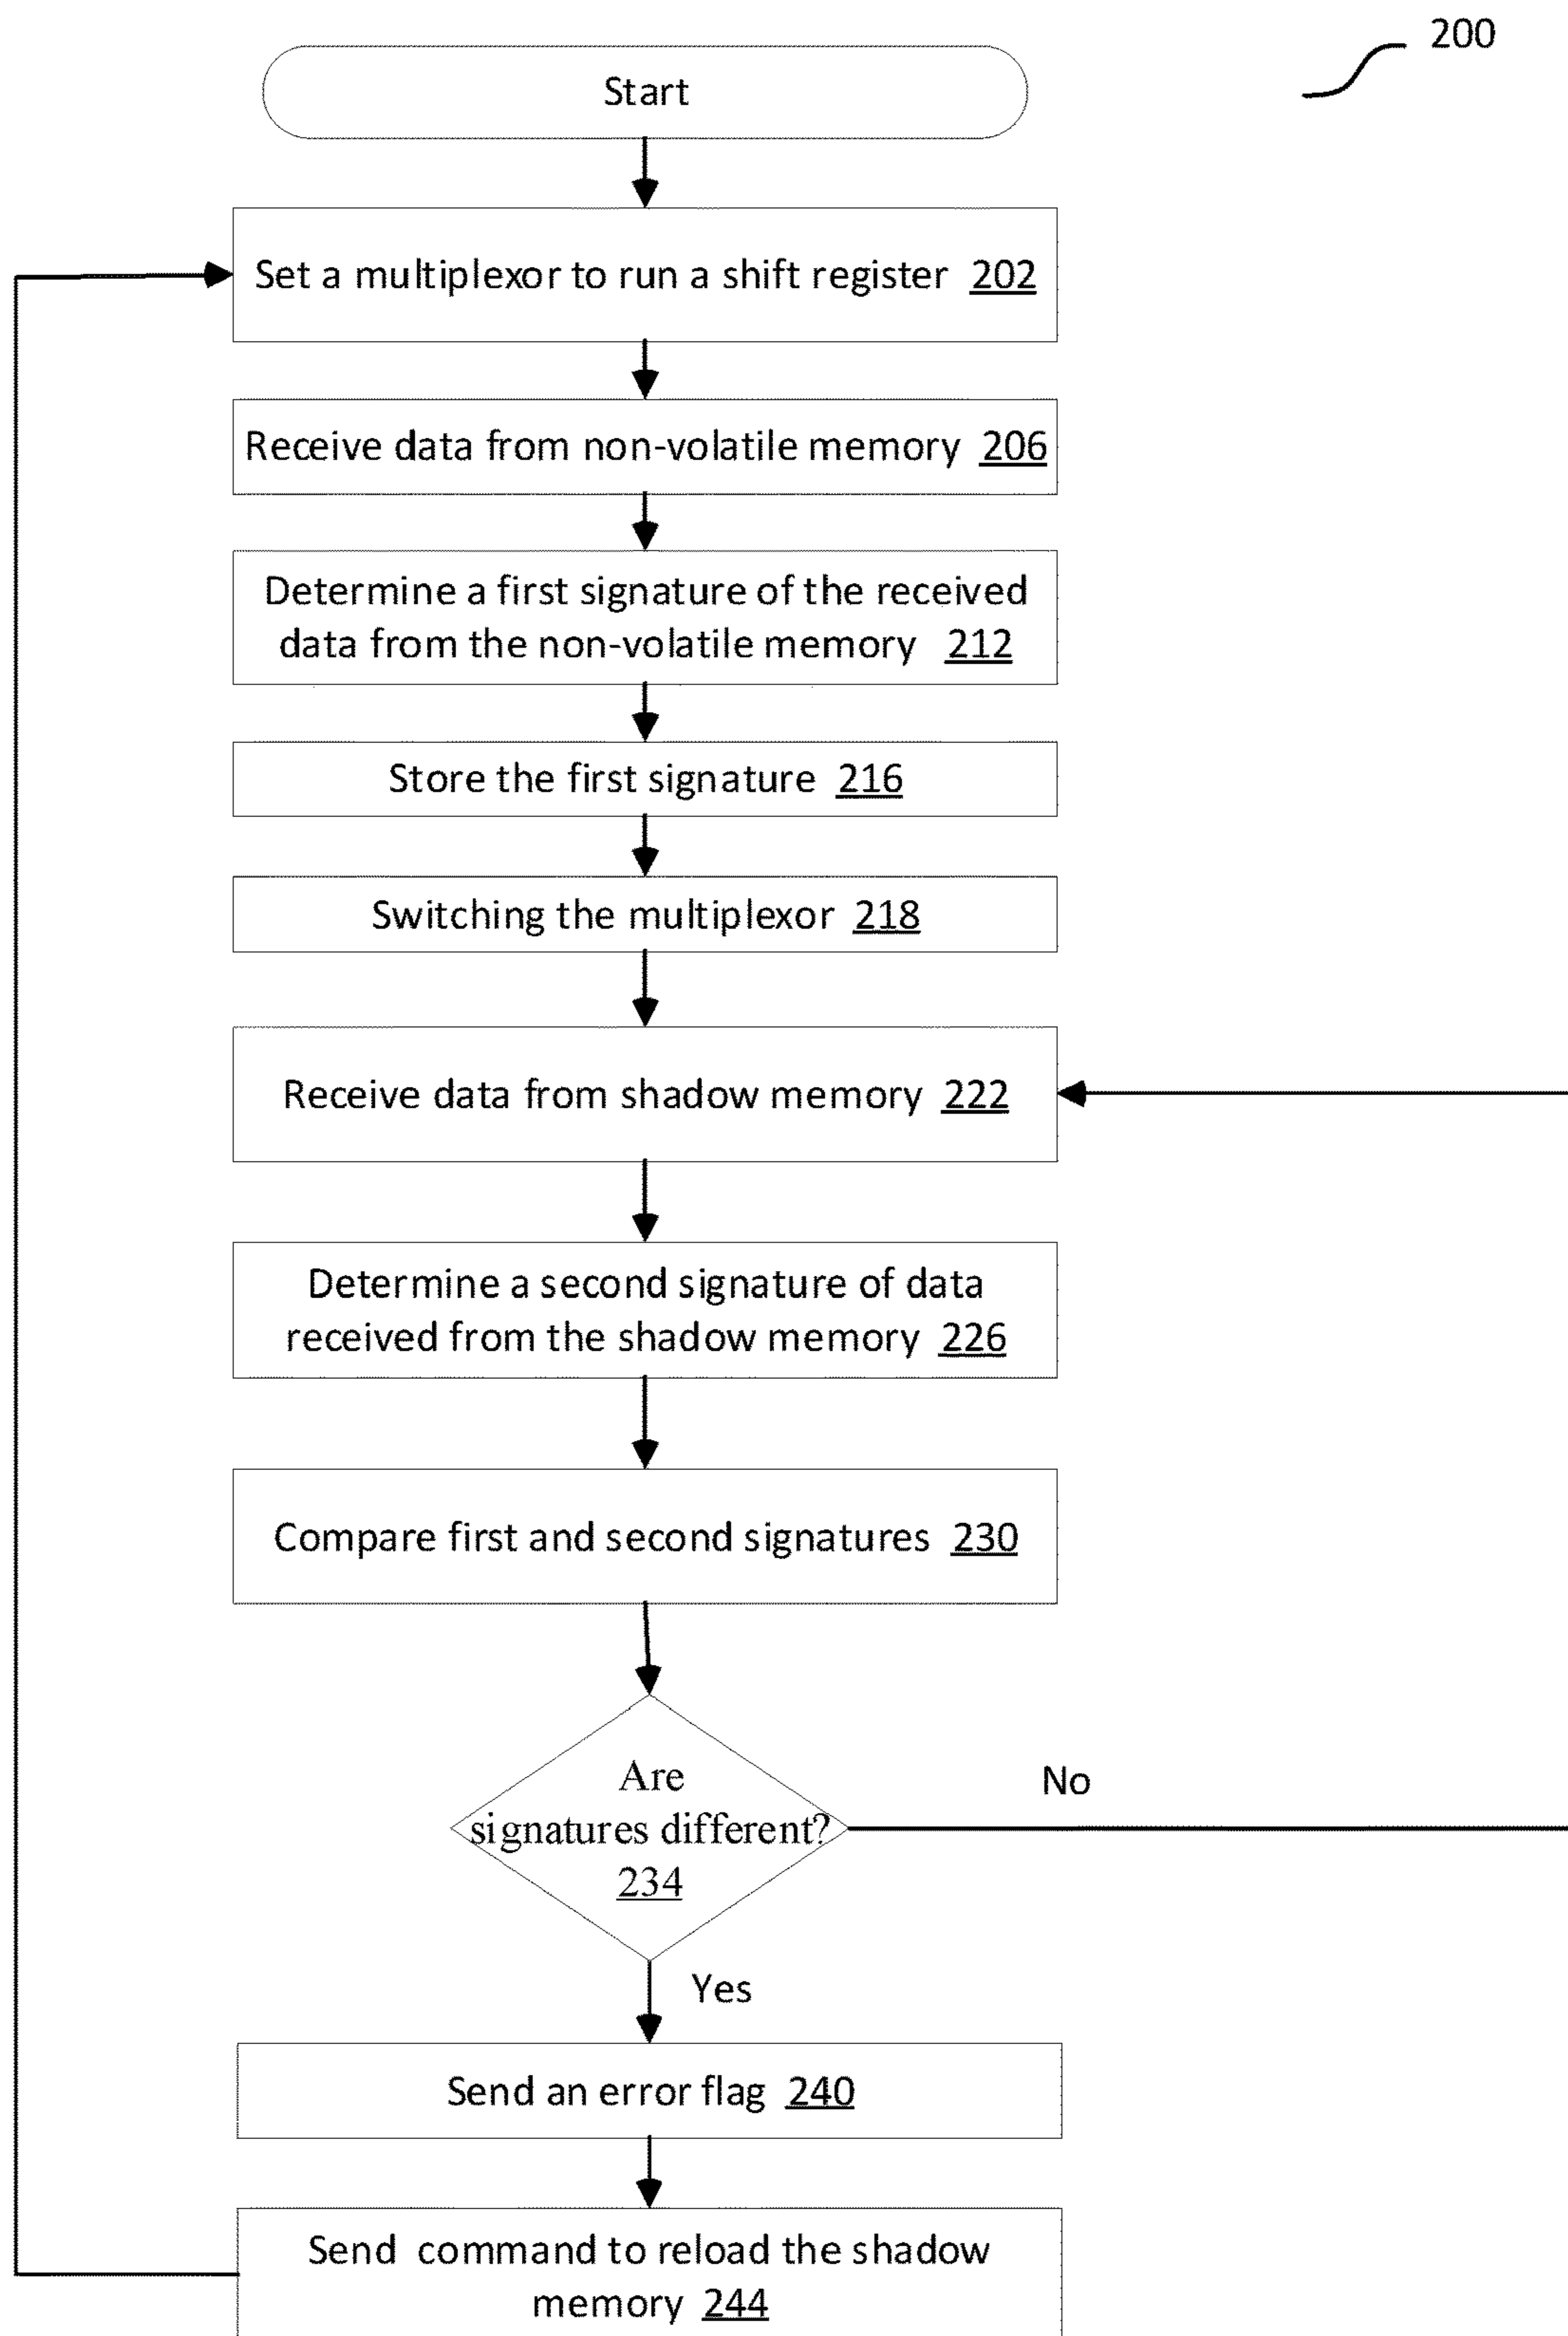 200
Start
Set a multiplexor to run a shift register 202
Receive data from non-volatile memory 206
Determine a first signature of the received
data from the non-volatile memory 212
Store the first signature 216
Switching the multiplexor 218
Receive data from shadow memory 222
Determine a second signature of data
received from the shadow memory 226
Compare first and second signatures 230
Are
signatures different?
234
No
Yes
Send an error flag 240
Send command to reload the shadow
memory 244